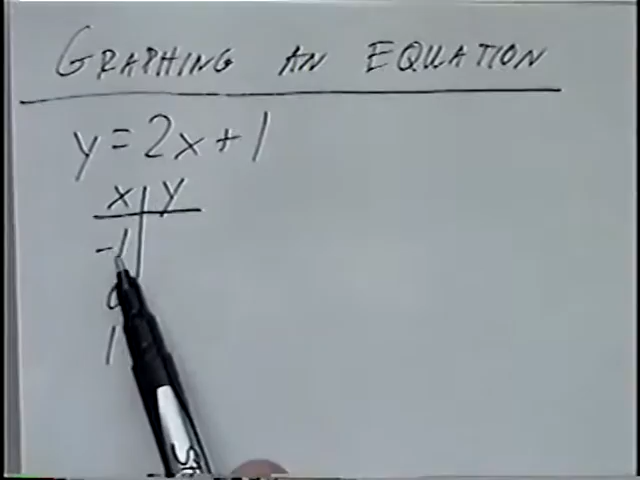 GRAPHING AN EQUATION
y = 2x + 1
x y
-1
0
1